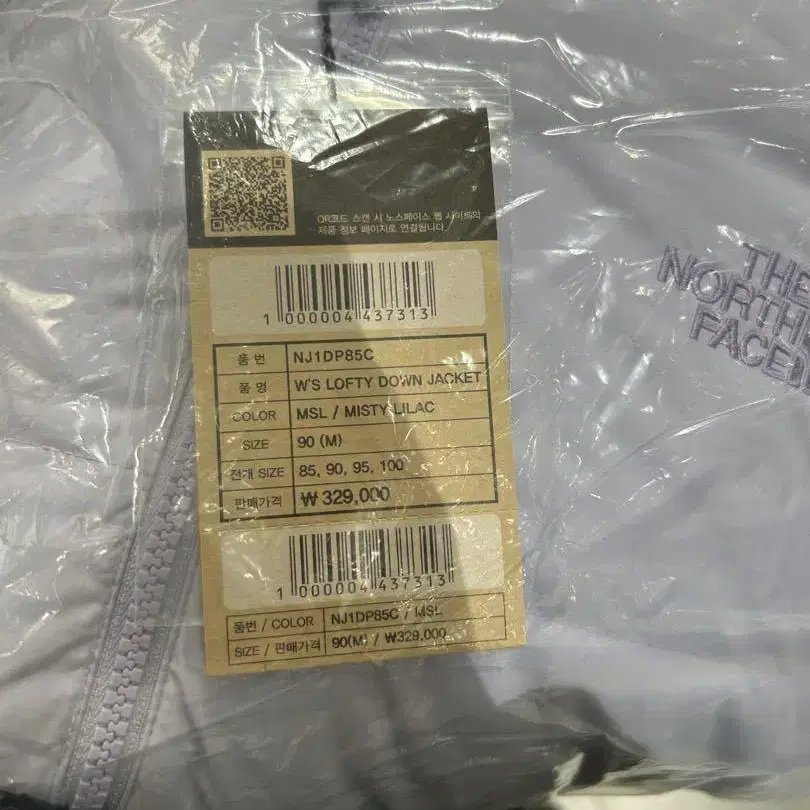 QR코드 스캔 시 노스페이스 웹 사이트의
제품 정보 페이지로 연결됩니다.
1 000004 437313
품 번 NJ1DP85C
품 명 W'S LOFTY DOWN JACKET
COLOR MSL / MISTY LILAC
SIZE 90 (M)
전개 SIZE 85, 90, 95, 100
판매가격 ₩ 329,000
1 000004 437313
품번 / COLOR NJ1DP85C / MSL
SIZE / 판매가격 90(M) / ₩329,000
THE
NORTH
FACE